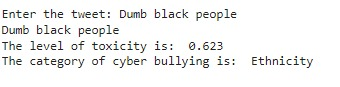 Enter the tweet: Dumb black people
Dumb black people
The level of toxicity is:  0.623
The category of cyber bullying is:  Ethnicity